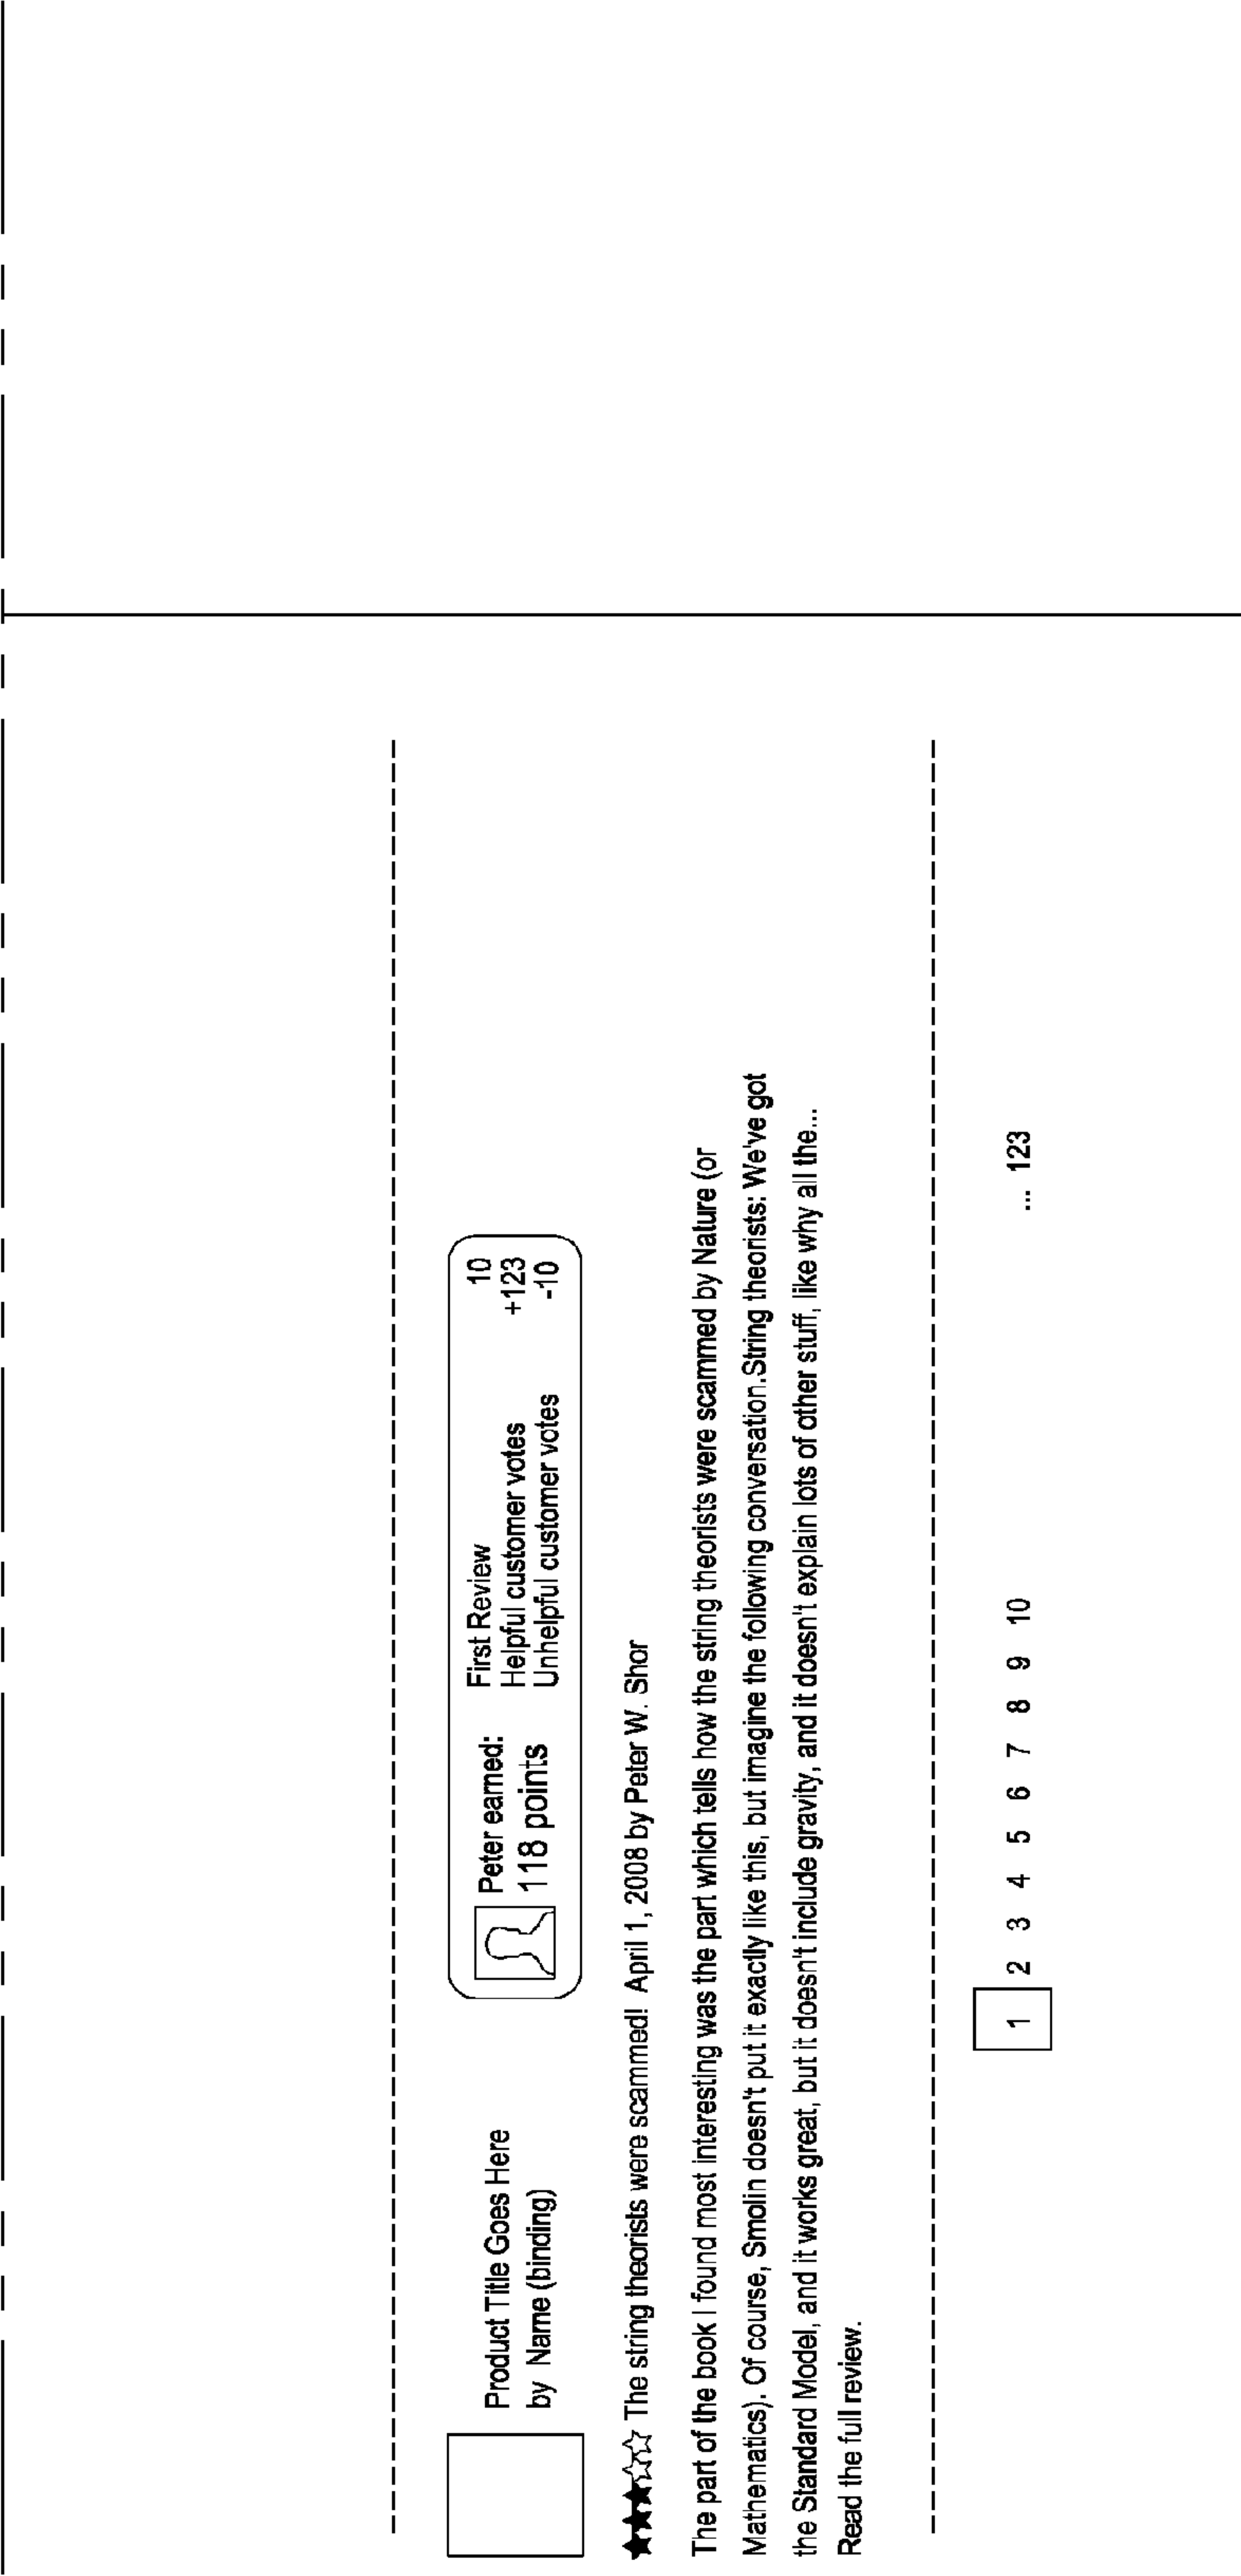 Product Title Goes Here
by Name (binding)
Peter earned:
118 points
First Review 10
Helpful customer votes +123
Unhelpful customer votes -10
The string theorists were scammed! April 1, 2008 by Peter W. Shor
The part of the book I found most interesting was the part which tells how the string theorists were scammed by Nature (or
Mathematics). Of course, Smolin doesn't put it exactly like this, but imagine the following conversation.String theorists: We've got
the Standard Model, and it works great, but it doesn't include gravity, and it doesn't explain lots of other stuff, like why all the...
Read the full review.
1 2 3 4 5 6 7 8 9 10 ... 123